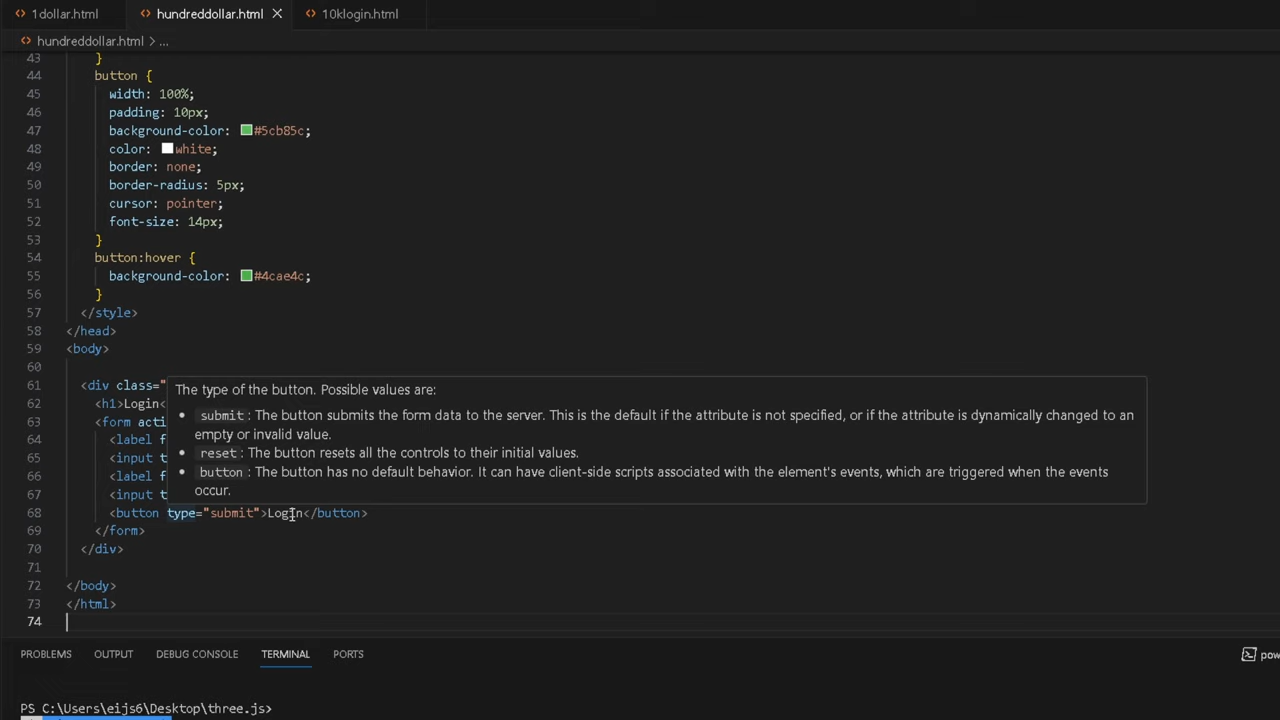 1dollar.html hundreddollar.html 10klogin.html
hundreddollar.html > ...
43 }
44 button {
45 width: 100%;
46 padding: 10px;
47 background-color: #5cb85c;
48 color: white;
49 border: none;
50 border-radius: 5px;
51 cursor: pointer;
52 font-size: 14px;
53 }
54 button:hover {
55 background-color: #4cae4c;
56 }
57 </style>
58 </head>
59 <body>
60
61 <div class="
62 <h1>Login<
63 <form acti
64 <label f
65 <input t
66 <label f
67 <input t
The type of the button. Possible values are:
• submit: The button submits the form data to the server. This is the default if the attribute is not specified, or if the attribute is dynamically changed to an
empty or invalid value.
• reset: The button resets all the controls to their initial values.
• button: The button has no default behavior. It can have client-side scripts associated with the element's events, which are triggered when the events
occur.
68 <button type="submit">Login</button>
69 </form>
70 </div>
71
72 </body>
73 </html>
74
PROBLEMS OUTPUT DEBUG CONSOLE TERMINAL PORTS
pow
PS C:\Users\eijs6\Desktop\three.js>